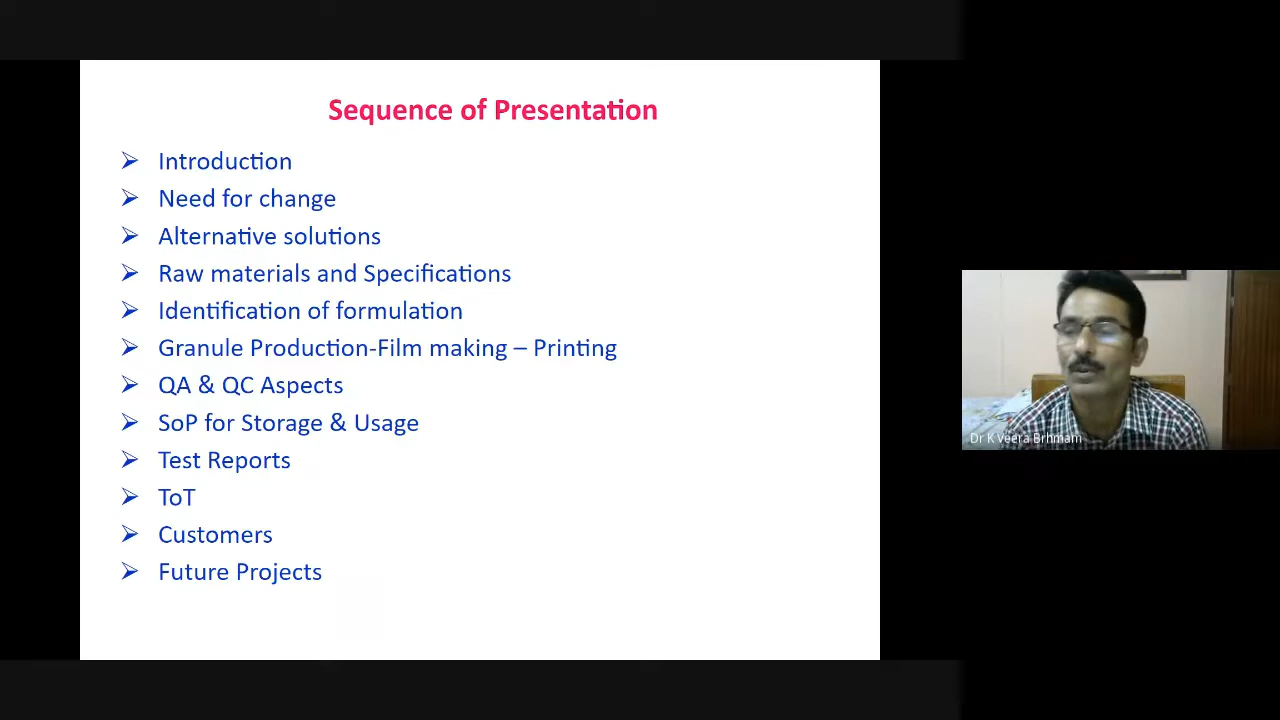 Sequence of Presentation
Introduction
Need for change
Alternative solutions
Raw materials and Specifications
Identification of formulation
Granule Production-Film making – Printing
QA & QC Aspects
SoP for Storage & Usage
Test Reports
ToT
Customers
Future Projects
Dr K Veera Brhmam